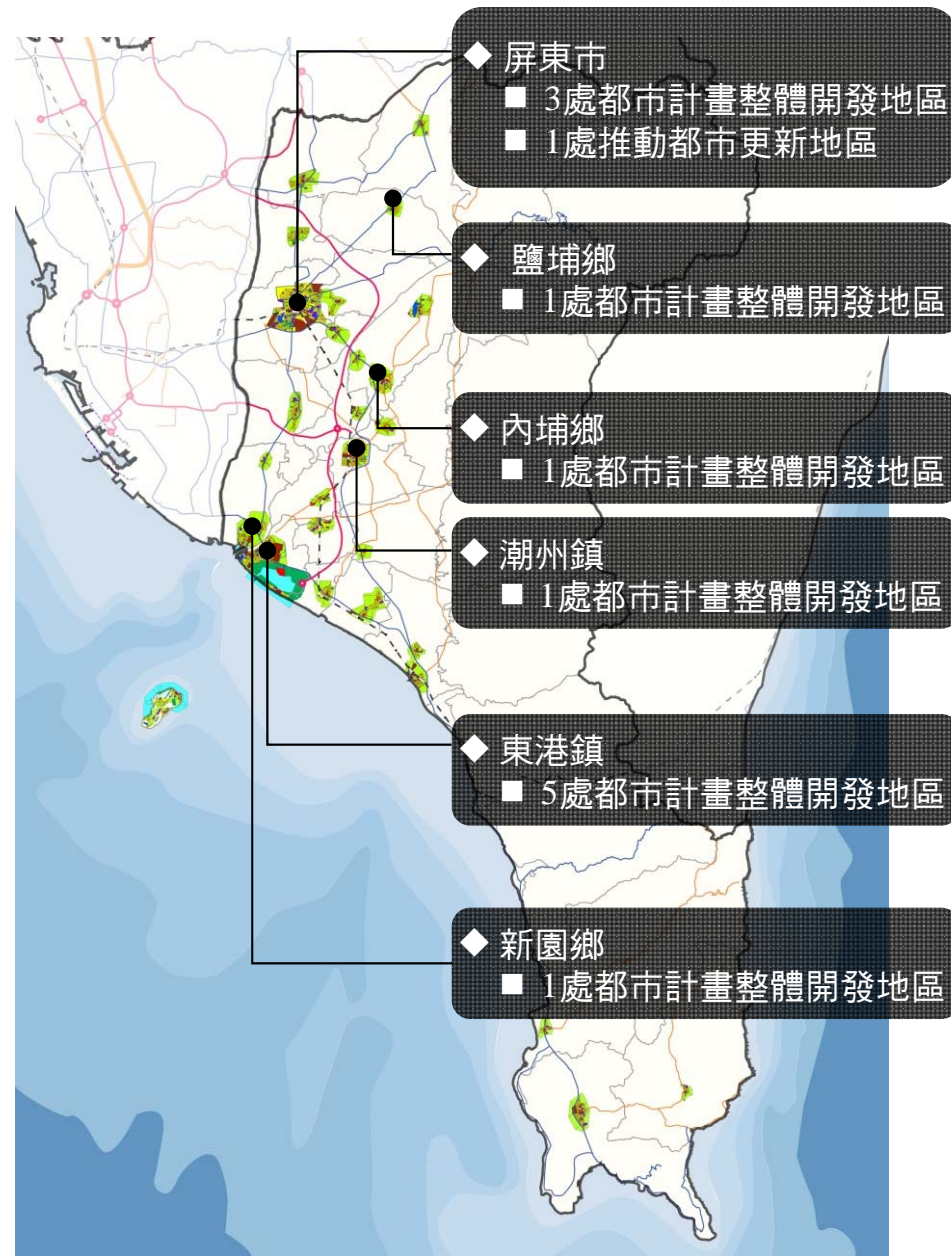 ◆ 屏東市
■ 3處都市計畫整體開發地區
■ 1處推動都市更新地區
◆ 鹽埔鄉
■ 1處都市計畫整體開發地區
◆ 內埔鄉
■ 1處都市計畫整體開發地區
◆ 潮州鎮
■ 1處都市計畫整體開發地區
◆ 東港鎮
■ 5處都市計畫整體開發地區
◆ 新園鄉
■ 1處都市計畫整體開發地區